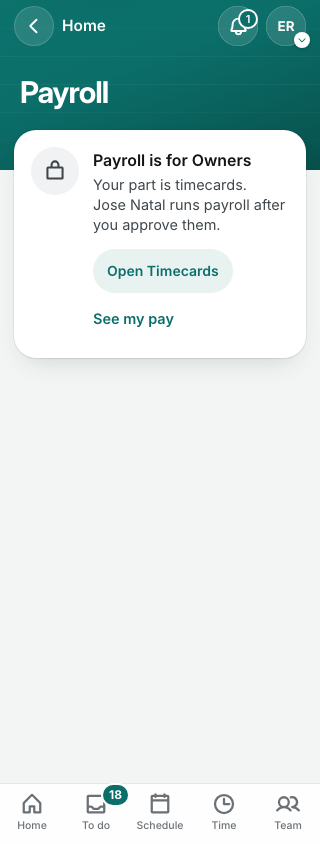 Home
1
ER
Payroll
Payroll is for Owners
Your part is timecards.
Jose Natal runs payroll after
you approve them.
Open Timecards
See my pay
18
Home
To do
Schedule
Time
Team